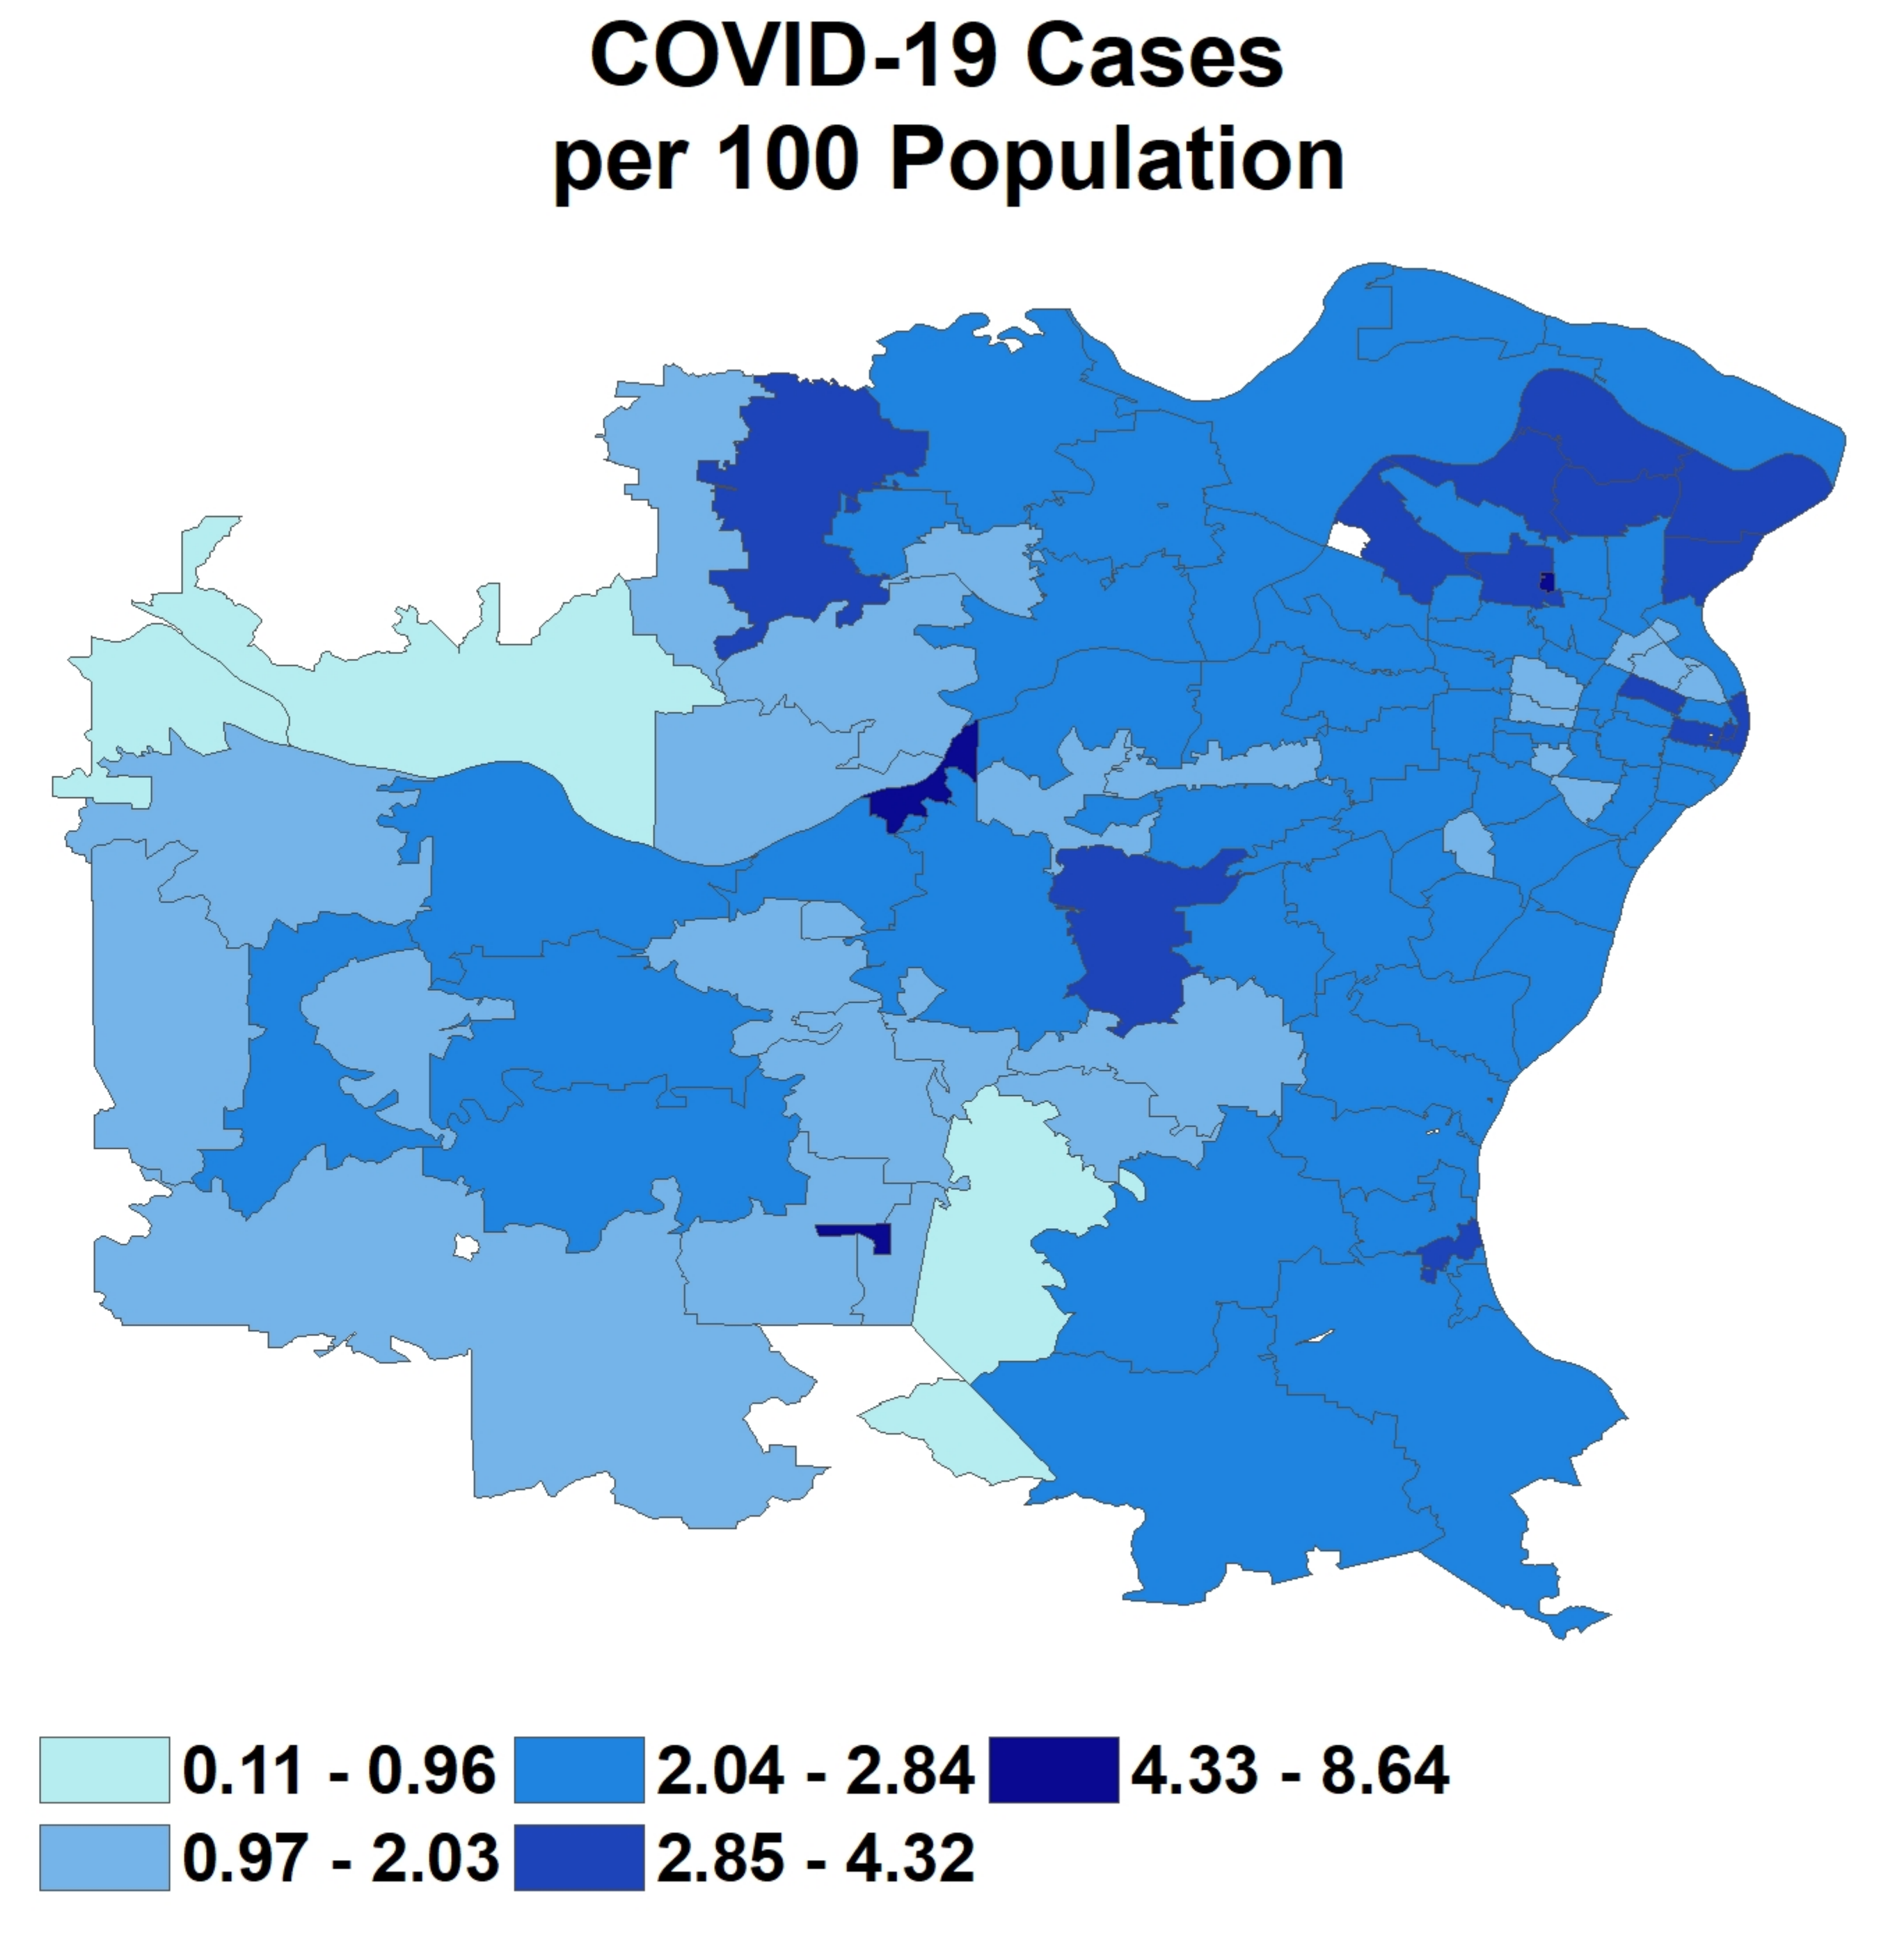 COVID-19 Cases
per 100 Population
0.11 - 0.96
2.04 - 2.84
4.33 - 8.64
0.97 - 2.03
2.85 - 4.32